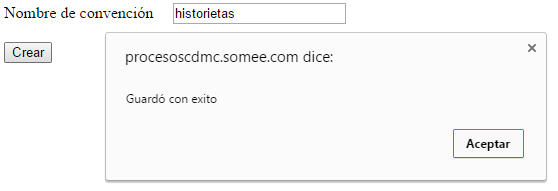 Nombre de convención historietas
Crear
procesoscdmc.somee.com dice:
Guardó con exito
Aceptar